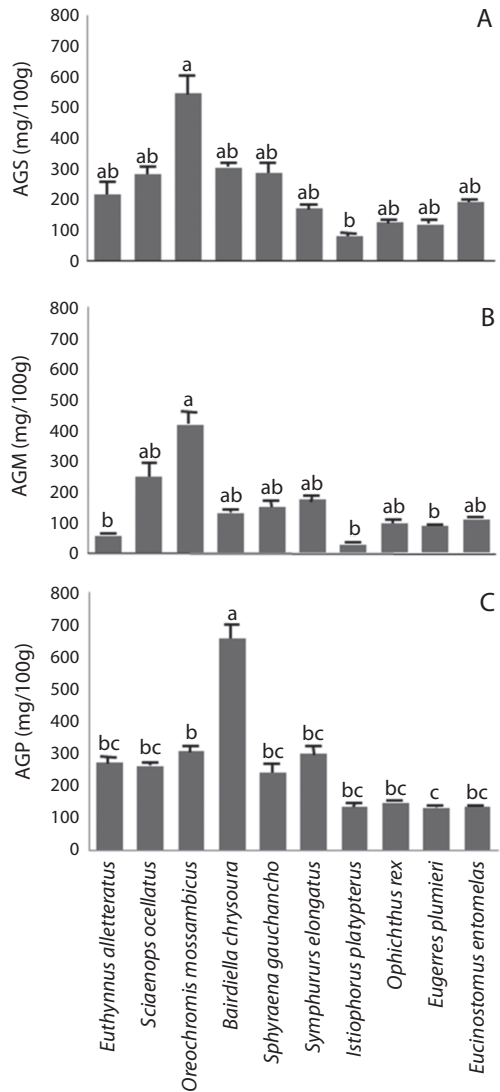 A
AGS (mg/100g)
800
700
600
500
400
300
200
100
0
ab
ab
a
ab
ab
ab
b
ab
ab
ab
B
AGM (mg/100g)
800
700
600
500
400
300
200
100
0
b
ab
a
ab
ab
ab
b
ab
b
ab
C
AGP (mg/100g)
800
700
600
500
400
300
200
100
0
bc
bc
b
a
bc
bc
bc
bc
c
bc
Euthynnus alletteratus
Sciaenops ocellatus
Oreochromis mossambicus
Bairdiella chrysoura
Sphyraena gauchancho
Symphururs elongatus
Istiophorus platypterus
Ophichthus rex
Eugerres plumieri
Eucinostomus entomelas